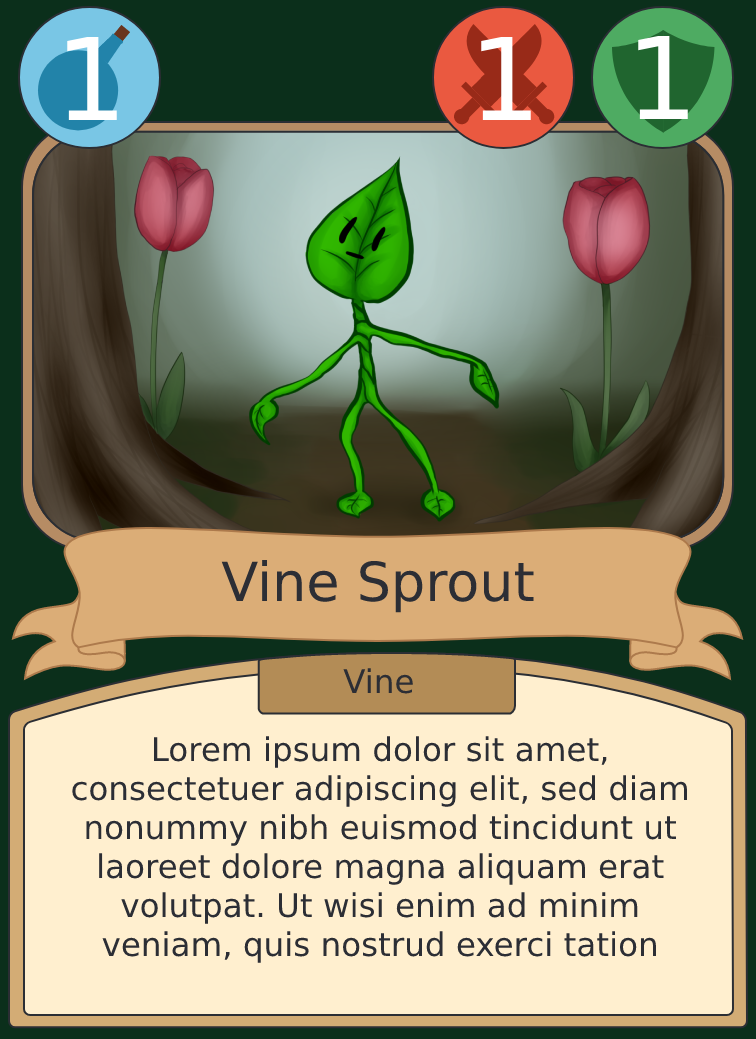 1
1
1
Vine Sprout
Vine
Lorem ipsum dolor sit amet,
consectetuer adipiscing elit, sed diam
nonummy nibh euismod tincidunt ut
laoreet dolore magna aliquam erat
volutpat. Ut wisi enim ad minim
veniam, quis nostrud exerci tation